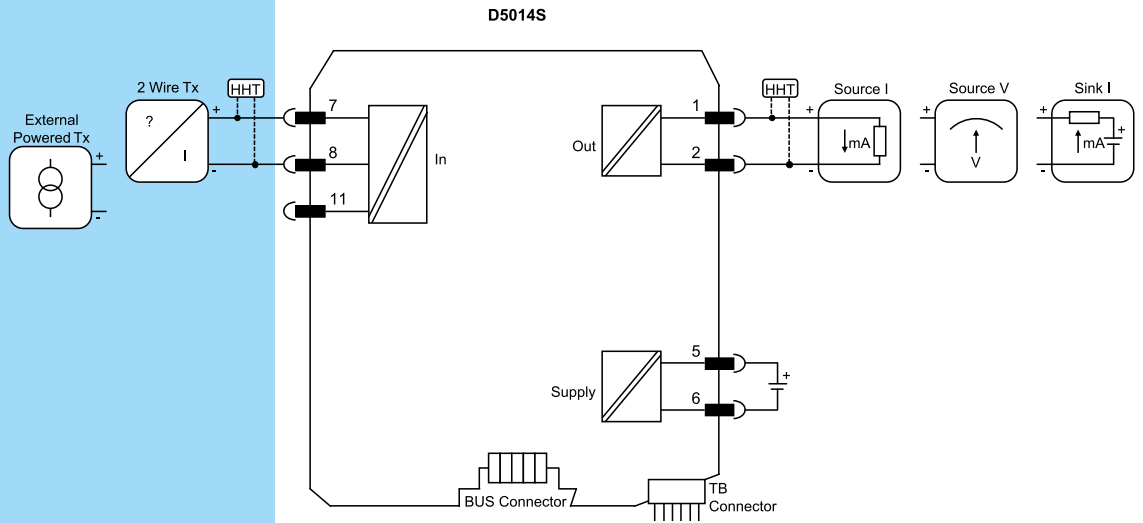 D5014S
2 Wire Tx
HHT
External
Powered Tx
+
-
?
I
+
-
7
8
11
In
Out
1
2
HHT
+
-
Source I
mA
Source V
+
-
V
Sink I
+
-
mA
+
Supply
5
6
+
BUS Connector
TB
Connector